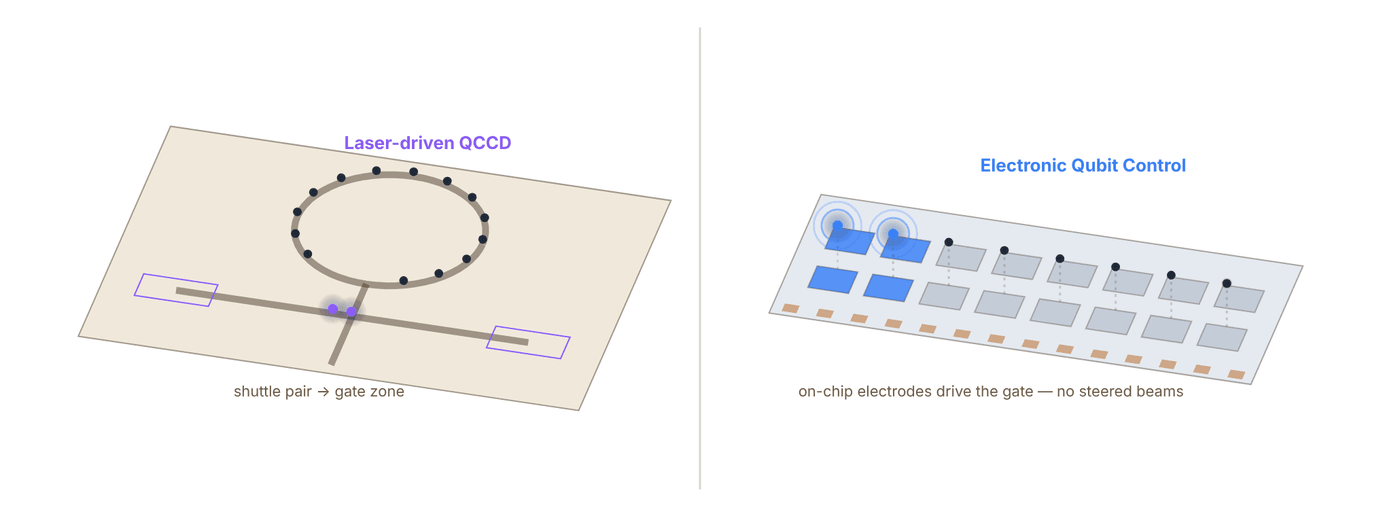 Laser-driven QCCD
shuttle pair → gate zone
Electronic Qubit Control
on-chip electrodes drive the gate — no steered beams